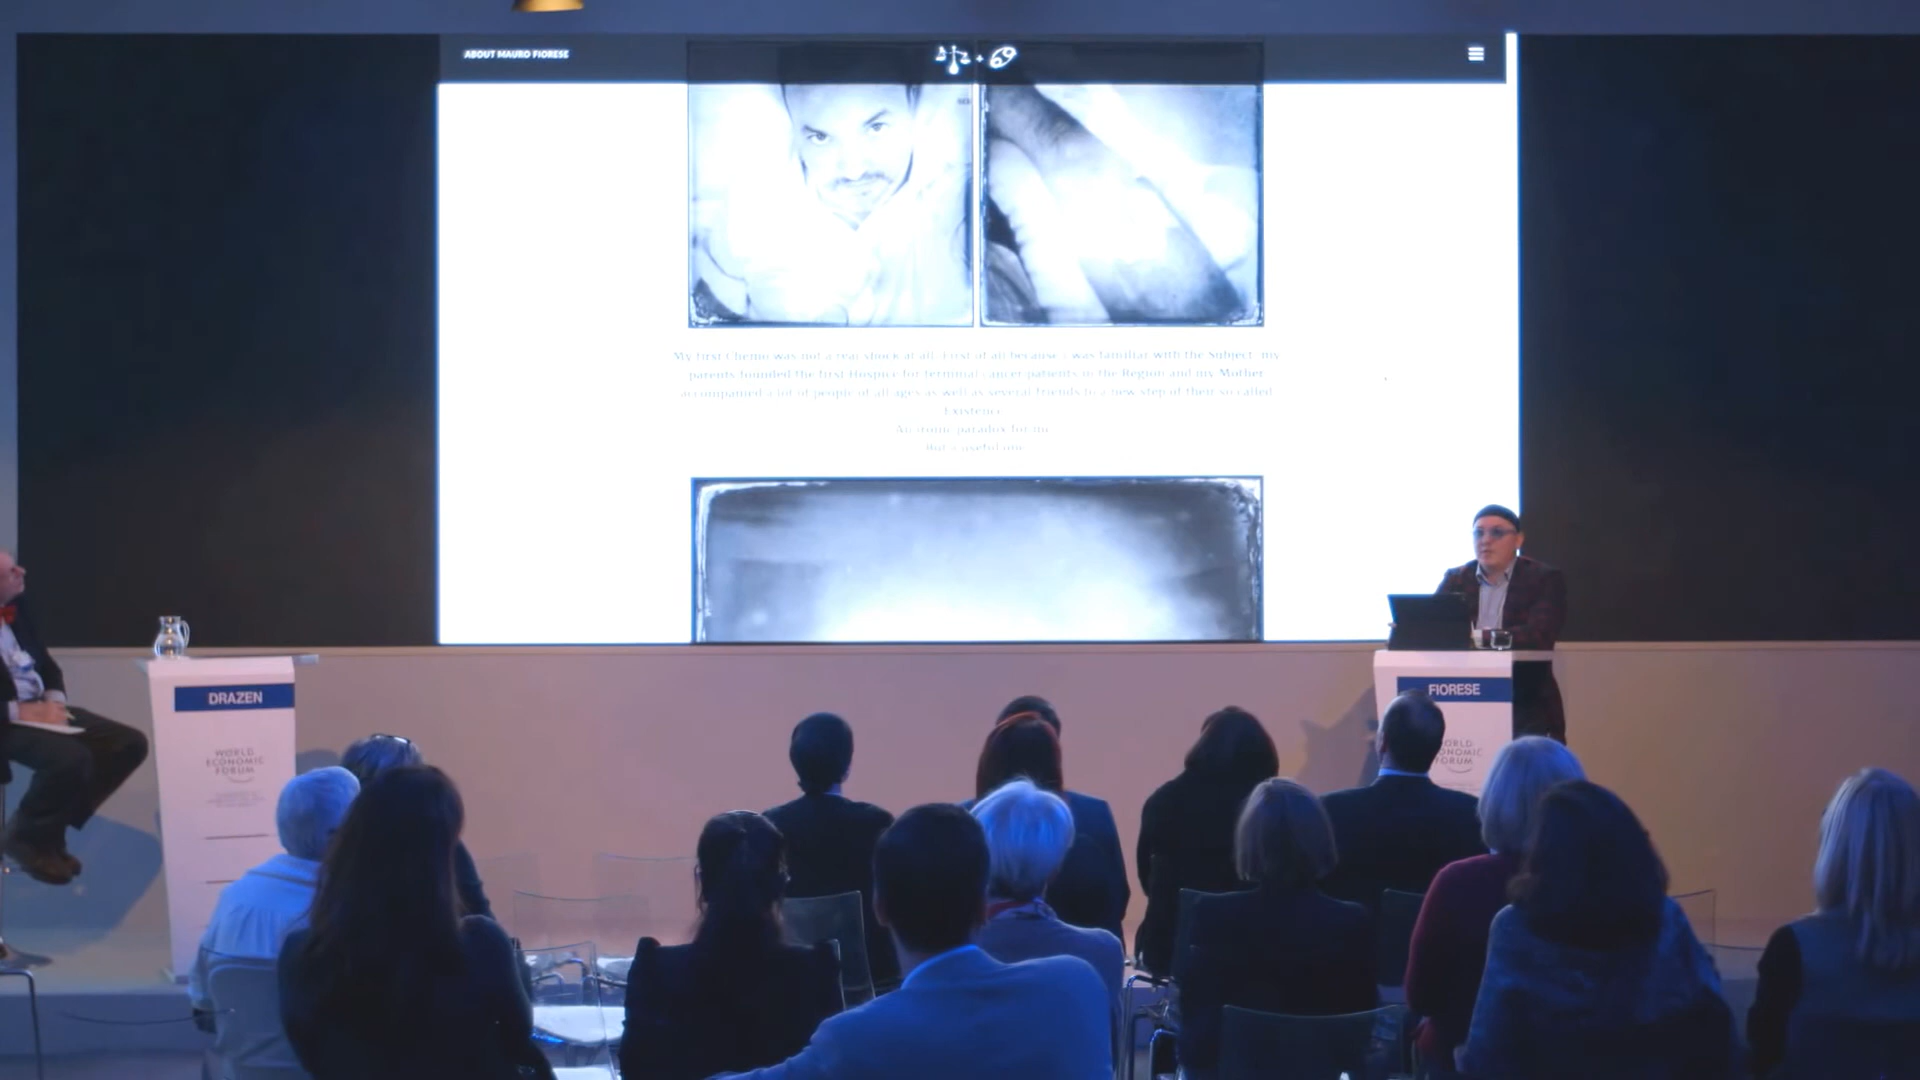 ABOUT MAURO FIORESE
My first Chemo was not a real shock at all. First of all because I was familiar with the Subject: my
parents founded the first Hospice for terminal cancer patients in the Region and my Mother
accompanied a lot of people of all ages as well as several friends to a new step of their so called
Existence.
An ironic paradox for me.
But a useful one.
DRAZEN
WORLD
ECONOMIC
FORUM
FIORESE
WORLD
ECONOMIC
FORUM